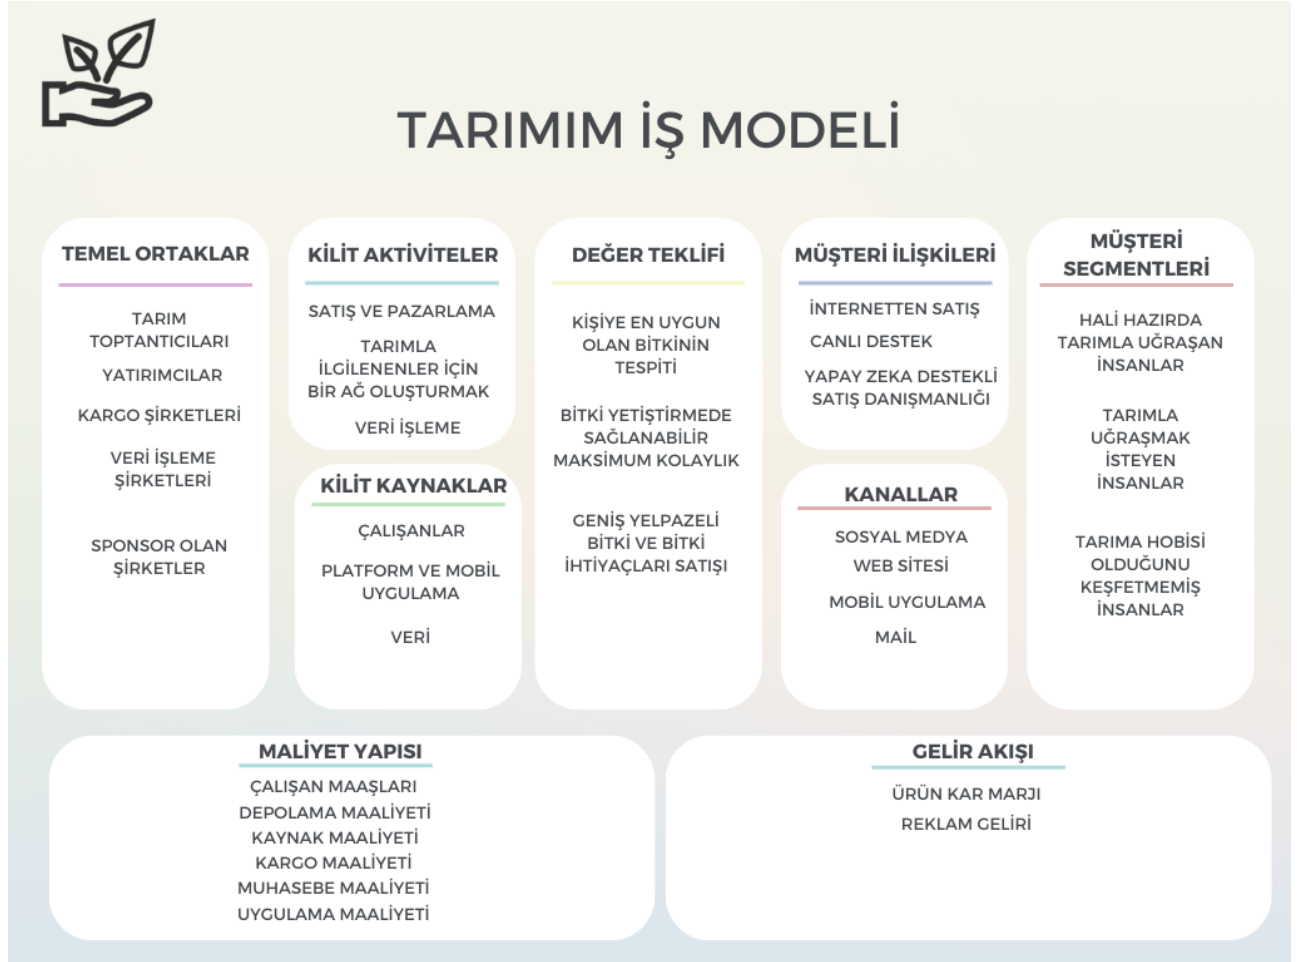 TARIMIM İŞ MODELİ
TEMEL ORTAKLAR
TARIM
TOPTANTICILARI
YATIRIMCILAR
KARGO ŞİRKETLERİ
VERİ İŞLEME
ŞİRKETLERİ
SPONSOR OLAN
ŞİRKETLER
KİLİT AKTİVİTELER
SATIŞ VE PAZARLAMA
TARIMLA
İLGİLENENLER İÇİN
BİR AĞ OLUŞTURMAK
VERİ İŞLEME
KİLİT KAYNAKLAR
ÇALIŞANLAR
PLATFORM VE MOBİL
UYGULAMA
VERİ
DEĞER TEKLİFİ
KİŞİYE EN UYGUN
OLAN BİTKİNİN
TESPİTİ
BİTKİ YETİŞTİRMEDE
SAĞLANABİLİR
MAKSİMUM KOLAYLIK
GENİŞ YELPAZELİ
BİTKİ VE BİTKİ
İHTİYAÇLARI SATIŞI
MÜŞTERİ İLİŞKİLERİ
İNTERNETTEN SATIŞ
CANLI DESTEK
YAPAY ZEKA DESTEKLİ
SATIŞ DANIŞMANLIĞI
KANALLAR
SOSYAL MEDYA
WEB SİTESİ
MOBİL UYGULAMA
MAİL
MÜŞTERİ
SEGMENTLERİ
HALİ HAZIRDA
TARIMLA UĞRAŞAN
İNSANLAR
TARIMLA
UĞRAŞMAK
İSTEYEN
İNSANLAR
TARIMA HOBİSİ
OLDUĞUNU
KEŞFETMEMİŞ
İNSANLAR
MALİYET YAPISI
ÇALIŞAN MAAŞLARI
DEPOLAMA MAALİYETİ
KAYNAK MAALİYETİ
KARGO MAALİYETİ
MUHASEBE MAALİYETİ
UYGULAMA MAALİYETİ
GELİR AKIŞI
ÜRÜN KAR MARJI
REKLAM GELİRİ